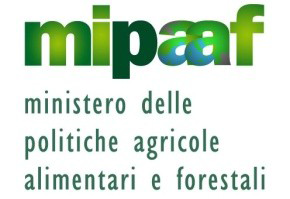 mipaaf
ministero delle
politiche agricole
alimentari e forestali